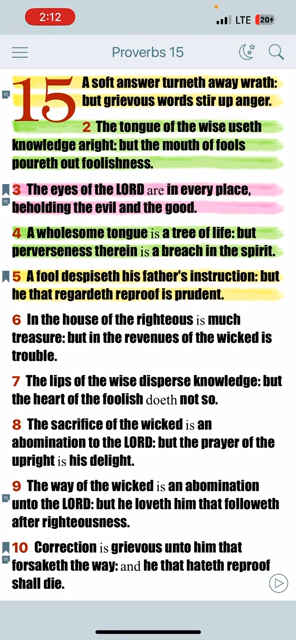 2:12
LTE 20+
Proverbs 15
15 A soft answer turneth away wrath:
but grievous words stir up anger.
2 The tongue of the wise useth
knowledge aright: but the mouth of fools
poureth out foolishness.
3 The eyes of the LORD are in every place,
beholding the evil and the good.
4 A wholesome tongue is a tree of life: but
perverseness therein is a breach in the spirit.
5 A fool despiseth his father's instruction: but
he that regardeth reproof is prudent.
6 In the house of the righteous is much
treasure: but in the revenues of the wicked is
trouble.
7 The lips of the wise disperse knowledge: but
the heart of the foolish doeth not so.
8 The sacrifice of the wicked is an
abomination to the LORD: but the prayer of the
upright is his delight.
9 The way of the wicked is an abomination
unto the LORD: but he loveth him that followeth
after righteousness.
10 Correction is grievous unto him that
forsaketh the way: and he that hateth reproof
shall die.